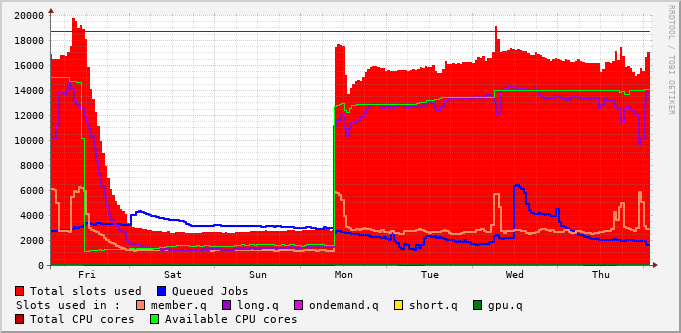 20000
18000
16000
14000
12000
10000
8000
6000
4000
2000
0
Fri Sat Sun Mon Tue Wed Thu
RRDTOOL / TOBI OETIKER
Total slots used Queued Jobs
Slots used in : member.q long.q ondemand.q short.q gpu.q
Total CPU cores Available CPU cores